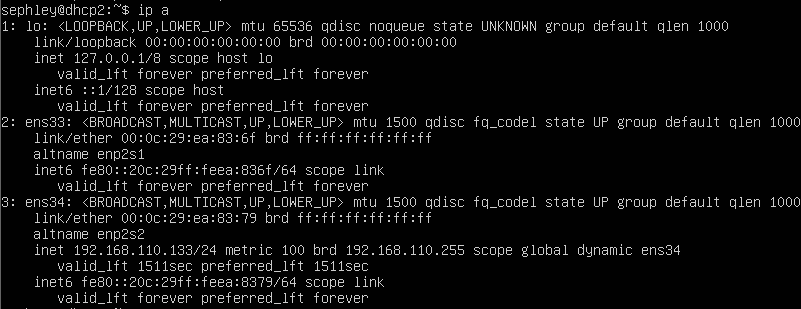 sephley@dhcp2:~$ ip a
1: lo: <LOOPBACK,UP,LOWER_UP> mtu 65536 qdisc noqueue state UNKNOWN group default qlen 1000
    link/loopback 00:00:00:00:00:00 brd 00:00:00:00:00:00
    inet 127.0.0.1/8 scope host lo
       valid_lft forever preferred_lft forever
    inet6 ::1/128 scope host
       valid_lft forever preferred_lft forever
2: ens33: <BROADCAST,MULTICAST,UP,LOWER_UP> mtu 1500 qdisc fq_codel state UP group default qlen 1000
    link/ether 00:0c:29:ea:83:6f brd ff:ff:ff:ff:ff:ff
    altname enp2s1
    inet6 fe80::20c:29ff:feea:836f/64 scope link
       valid_lft forever preferred_lft forever
3: ens34: <BROADCAST,MULTICAST,UP,LOWER_UP> mtu 1500 qdisc fq_codel state UP group default qlen 1000
    link/ether 00:0c:29:ea:83:79 brd ff:ff:ff:ff:ff:ff
    altname enp2s2
    inet 192.168.110.133/24 metric 100 brd 192.168.110.255 scope global dynamic ens34
       valid_lft 1511sec preferred_lft 1511sec
    inet6 fe80::20c:29ff:feea:8379/64 scope link
       valid_lft forever preferred_lft forever